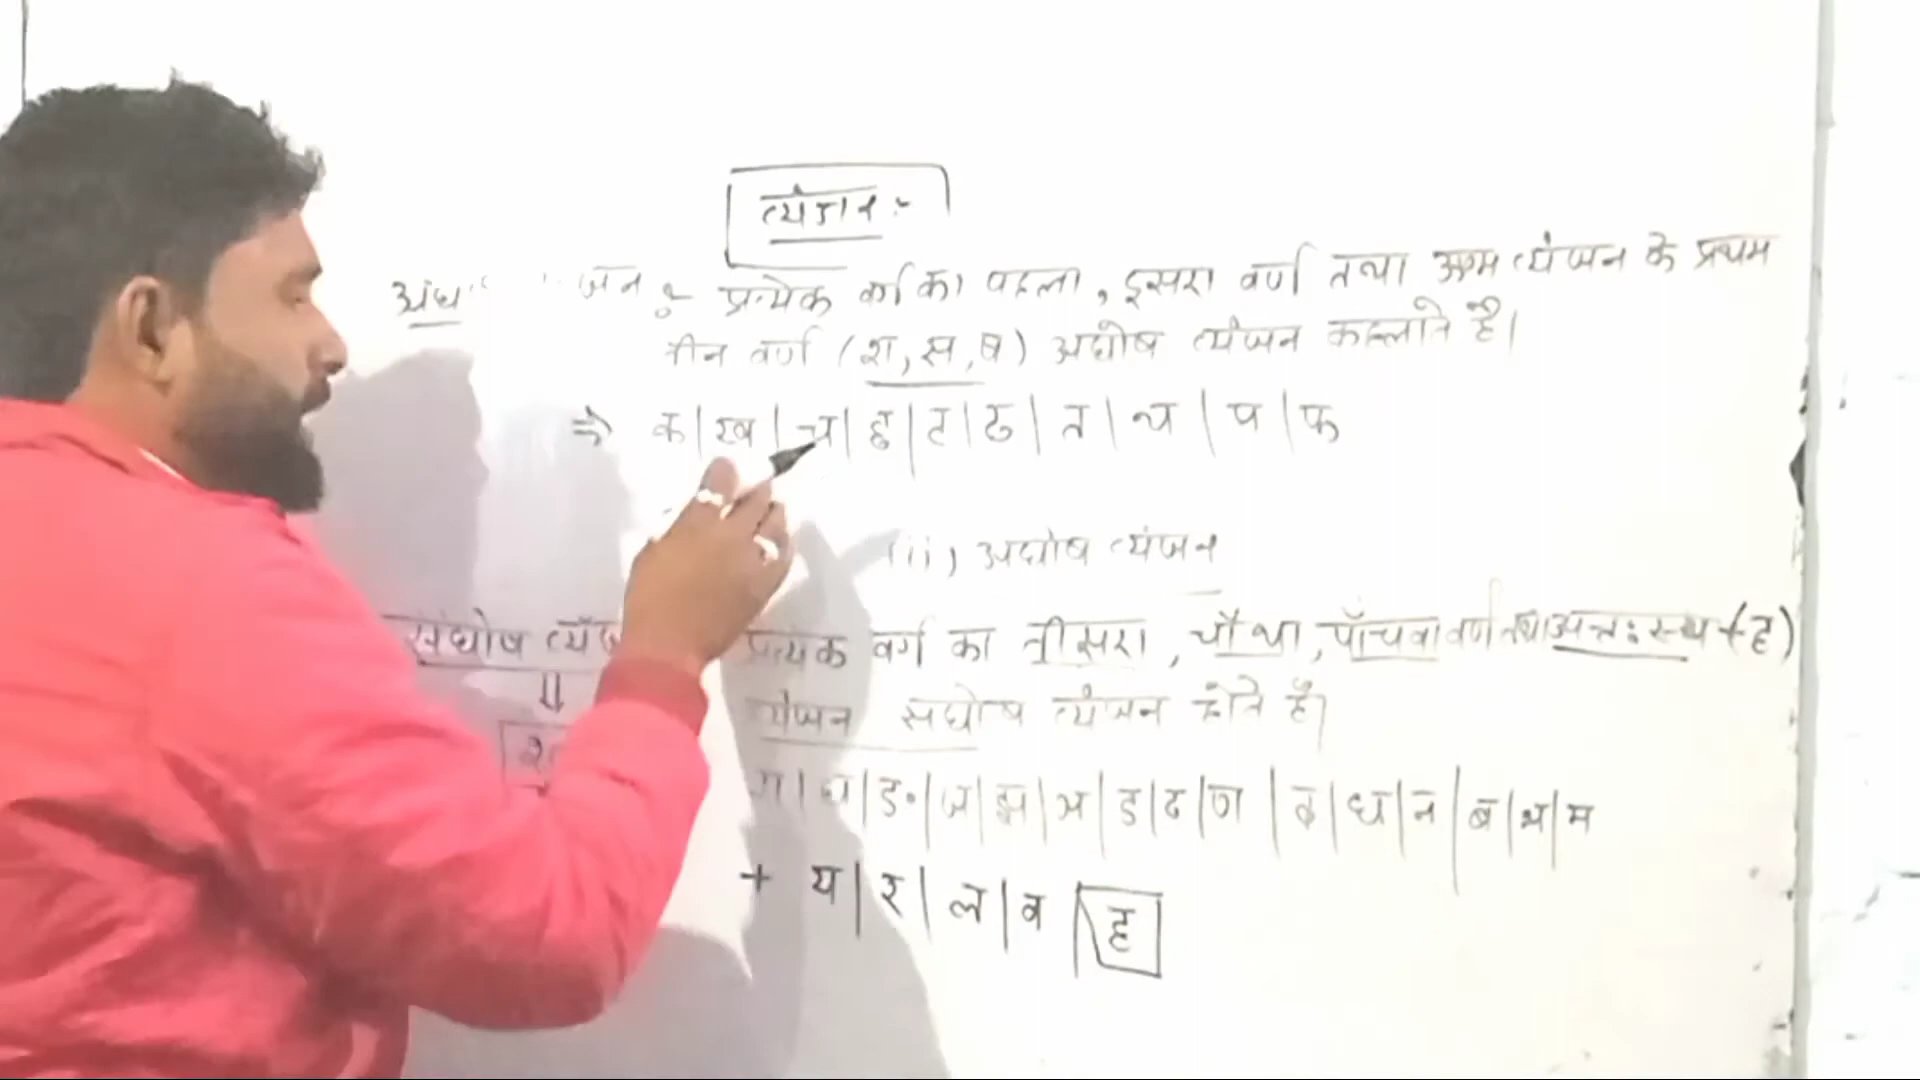 व्यंजन :-
जन :- प्रत्येक वर्ग का पहला , दूसरा वर्ण तथा ऊष्म व्यंजन के प्रथम
तीन वर्ण (श, स, ष) अघोष व्यंजन कहलाते है।
⇒ क | ख | च | छ | ट | ठ | त | थ | प | फ
(ii) अघोष व्यंजन
सघोष प्रत्येक वर्ग का तीसरा , चौथा , पाँचवा वर्ण तथा अन्त: स्थ + ह)
⇓
व्यंजन सघोष व्यंजन होते है।
ग | घ | ङ | ज | झ | ञ | ड | ढ | ण | द | ध | न | ब | भ | म
+ य | र | ल | व | ह